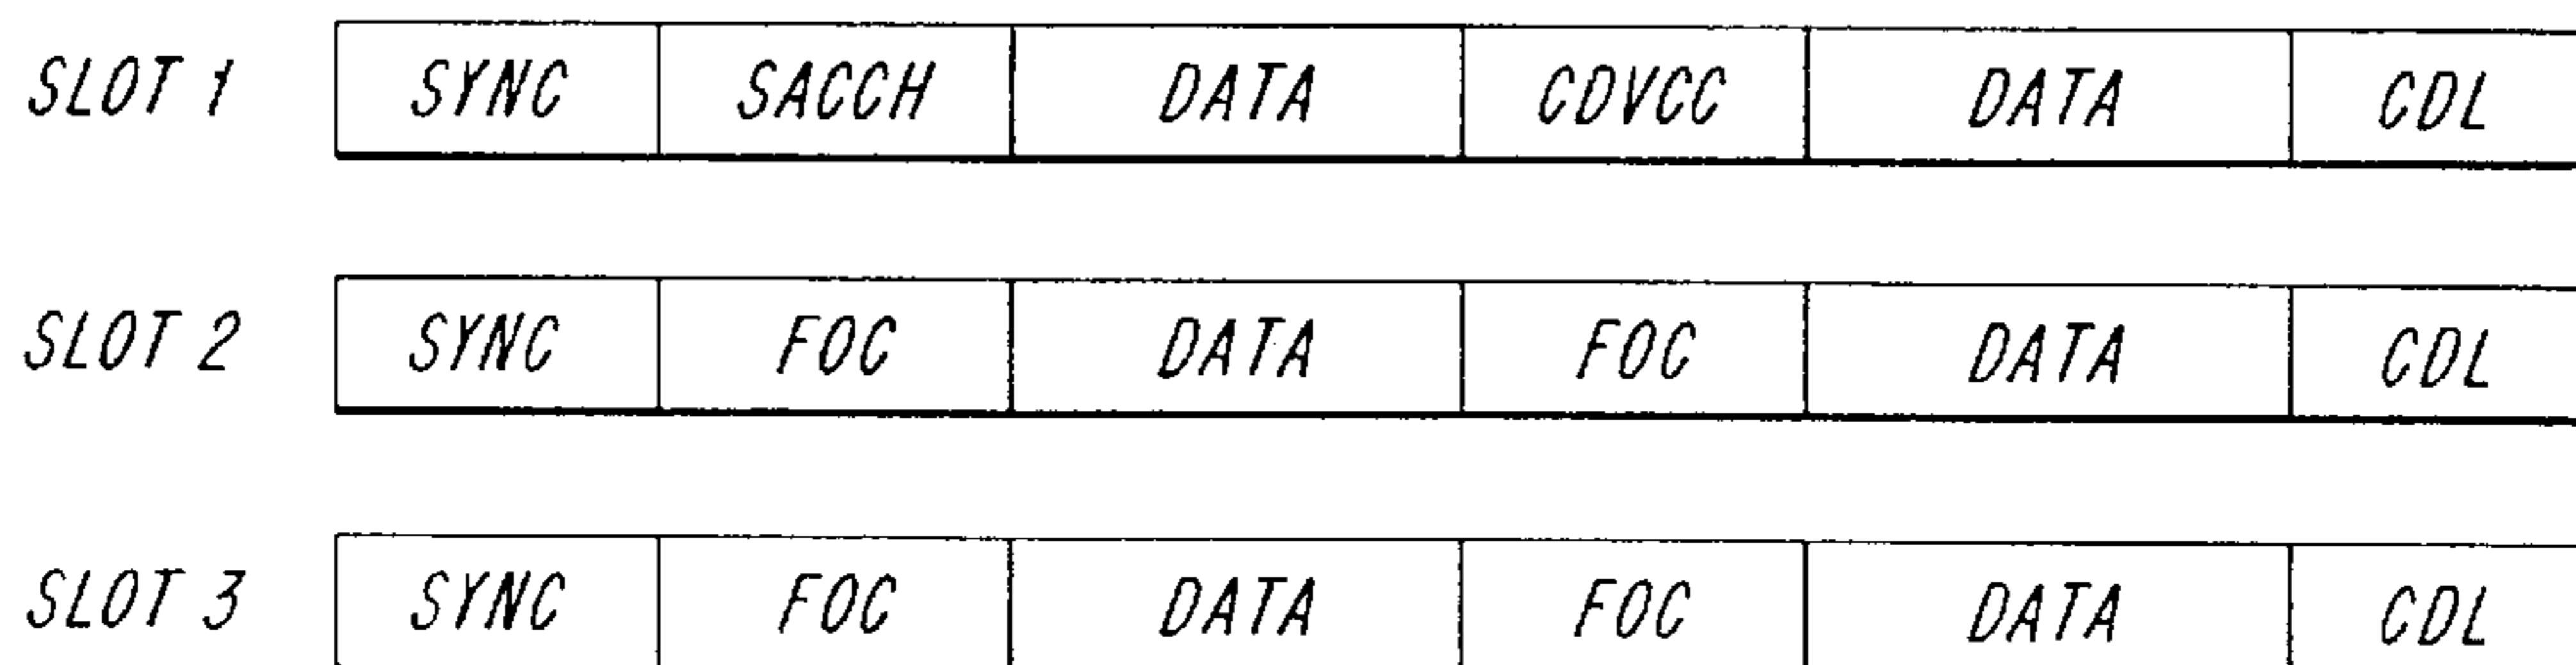 SLOT 1 SYNC SACCH DATA CDVCC DATA CDL
SLOT 2 SYNC FOC DATA FOC DATA CDL
SLOT 3 SYNC FOC DATA FOC DATA CDL